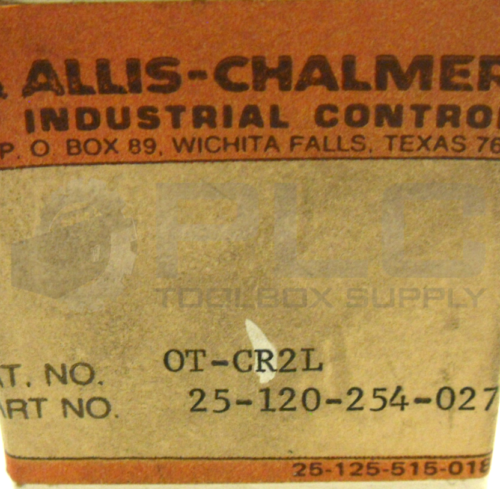 ALLIS-CHALMER
INDUSTRIAL CONTRO
P. O. BOX 89, WICHITA FALLS, TEXAS 76
PLC
TOOLBOX SUPPLY
AT. NO. OT-CR2L
ART NO. 25-120-254-027
25-125-515-018